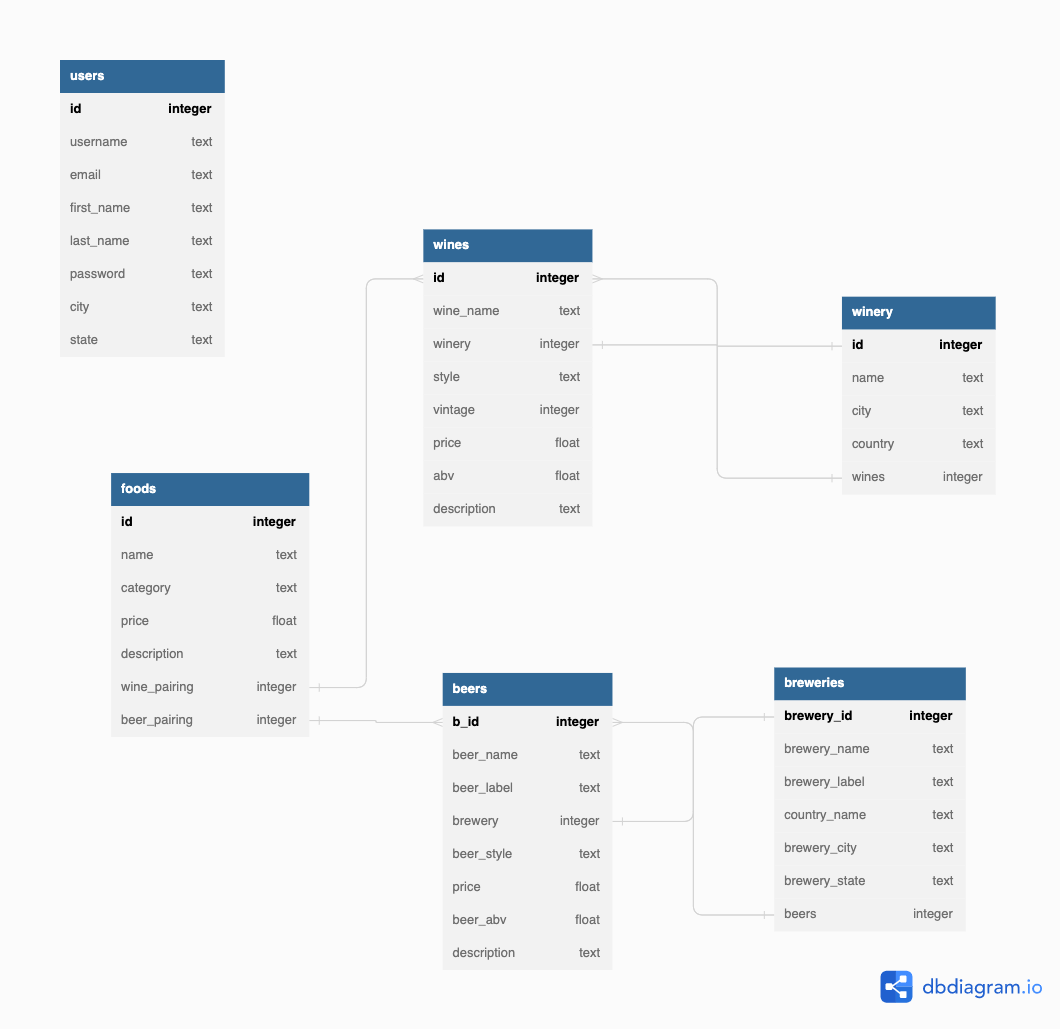 users
id integer
username text
email text
first_name text
last_name text
password text
city text
state text
wines
id integer
wine_name text
winery integer
style text
vintage integer
price float
abv float
description text
winery
id integer
name text
city text
country text
wines integer
foods
id integer
name text
category text
price float
description text
wine_pairing integer
beer_pairing integer
beers
b_id integer
beer_name text
beer_label text
brewery integer
beer_style text
price float
beer_abv float
description text
breweries
brewery_id integer
brewery_name text
brewery_label text
country_name text
brewery_city text
brewery_state text
beers integer
dbdiagram.io